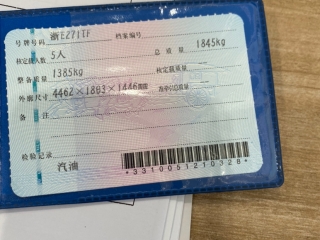 号牌号码 浙E271TF 档案编号
核定载人数 5人 总质量 1845kg
整备质量 1385kg 核定载质量
外廓尺寸 4462×1803×1446mm 准牵引总质量
备注
检验记录
汽油
*3310051210328*